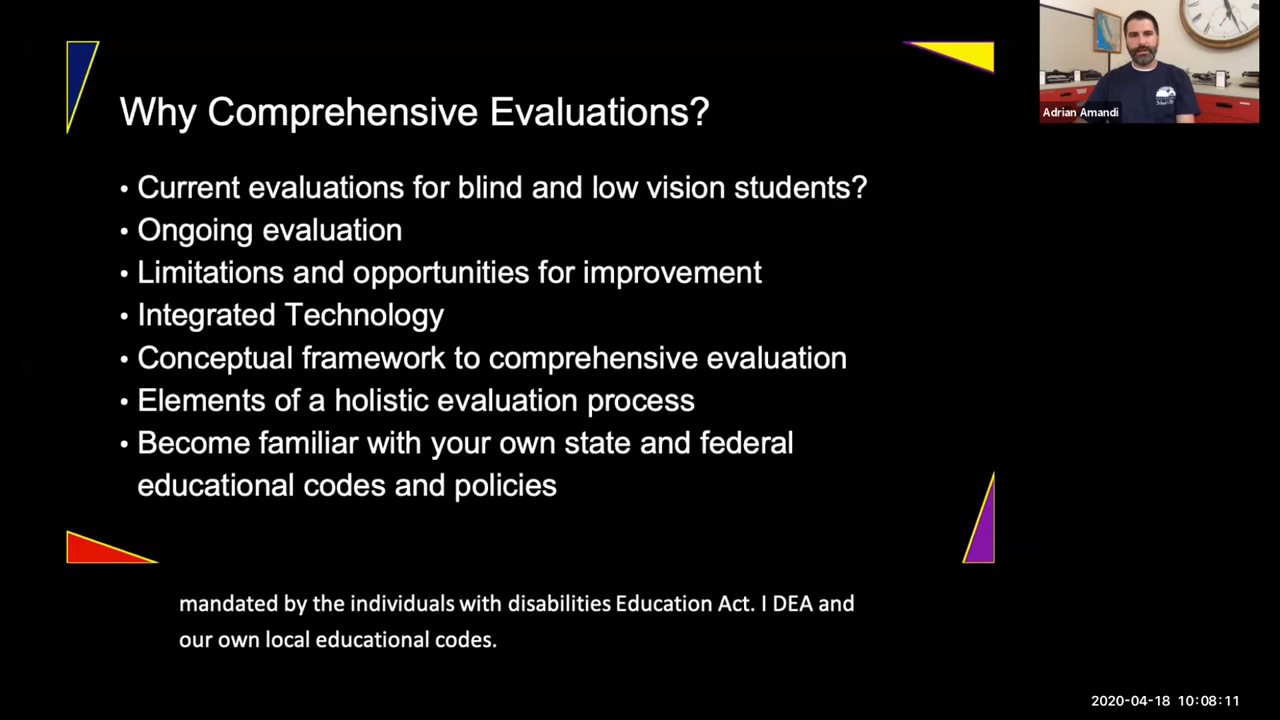 Why Comprehensive Evaluations?
• Current evaluations for blind and low vision students?
• Ongoing evaluation
• Limitations and opportunities for improvement
• Integrated Technology
• Conceptual framework to comprehensive evaluation
• Elements of a holistic evaluation process
• Become familiar with your own state and federal
educational codes and policies
Adrian Amandi
mandated by the individuals with disabilities Education Act. I DEA and
our own local educational codes.
2020-04-18 10:08:11